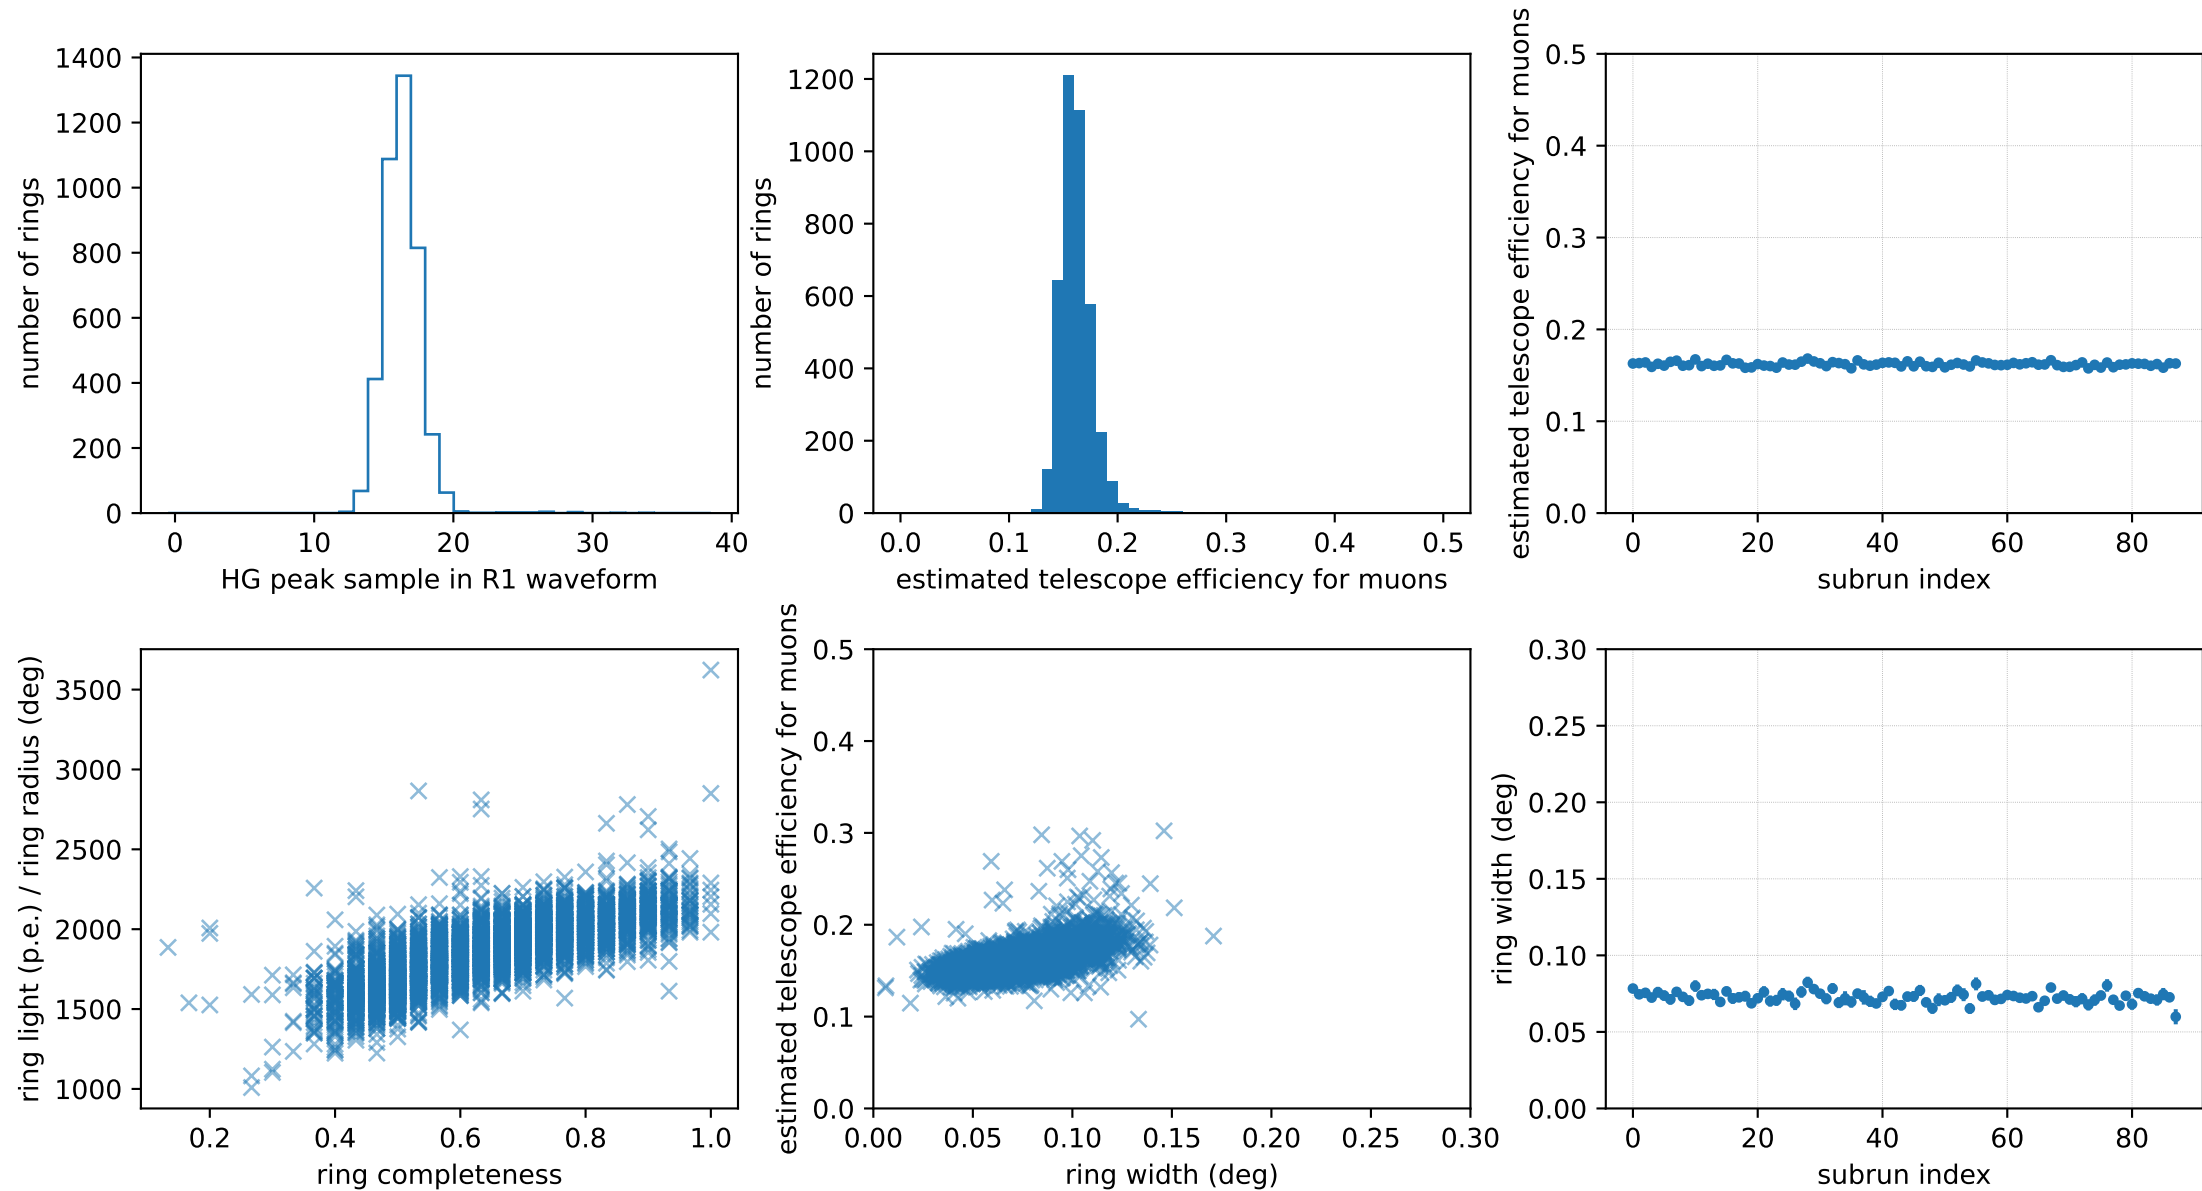 1400
1200
1000
800
600
400
200
0
number of rings
0 10 20 30 40
HG peak sample in R1 waveform
1200
1000
800
600
400
200
0
number of rings
0.0 0.1 0.2 0.3 0.4 0.5
estimated telescope efficiency for muons
0.5
0.4
0.3
0.2
0.1
0.0
estimated telescope efficiency for muons
0 20 40 60 80
subrun index
3500
3000
2500
2000
1500
1000
ring light (p.e.) / ring radius (deg)
0.2 0.4 0.6 0.8 1.0
ring completeness
0.5
0.4
0.3
0.2
0.1
0.0
estimated telescope efficiency for muons
0.00 0.05 0.10 0.15 0.20 0.25 0.30
ring width (deg)
0.30
0.25
0.20
0.15
0.10
0.05
0.00
ring width (deg)
0 20 40 60 80
subrun index